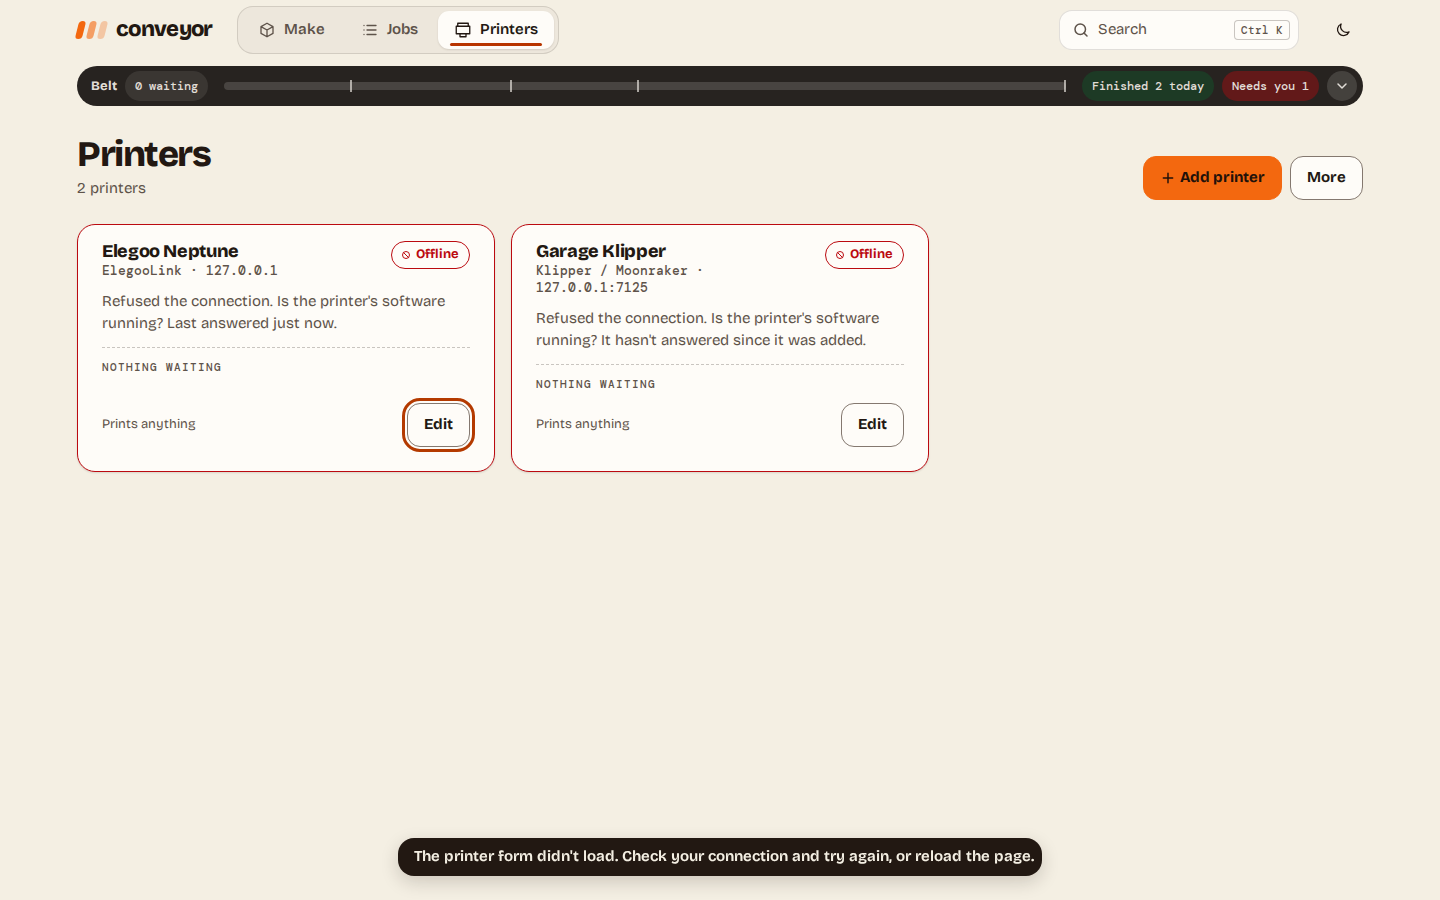 conveyor
Make
Jobs
Printers
Search
Ctrl K
Belt
0 waiting
Finished 2 today
Needs you 1
Printers
2 printers
+ Add printer
More
Elegoo Neptune
Offline
ElegooLink · 127.0.0.1
Refused the connection. Is the printer's software
running? Last answered just now.
NOTHING WAITING
Prints anything
Edit
Garage Klipper
Offline
Klipper / Moonraker ·
127.0.0.1:7125
Refused the connection. Is the printer's software
running? It hasn't answered since it was added.
NOTHING WAITING
Prints anything
Edit
The printer form didn't load. Check your connection and try again, or reload the page.